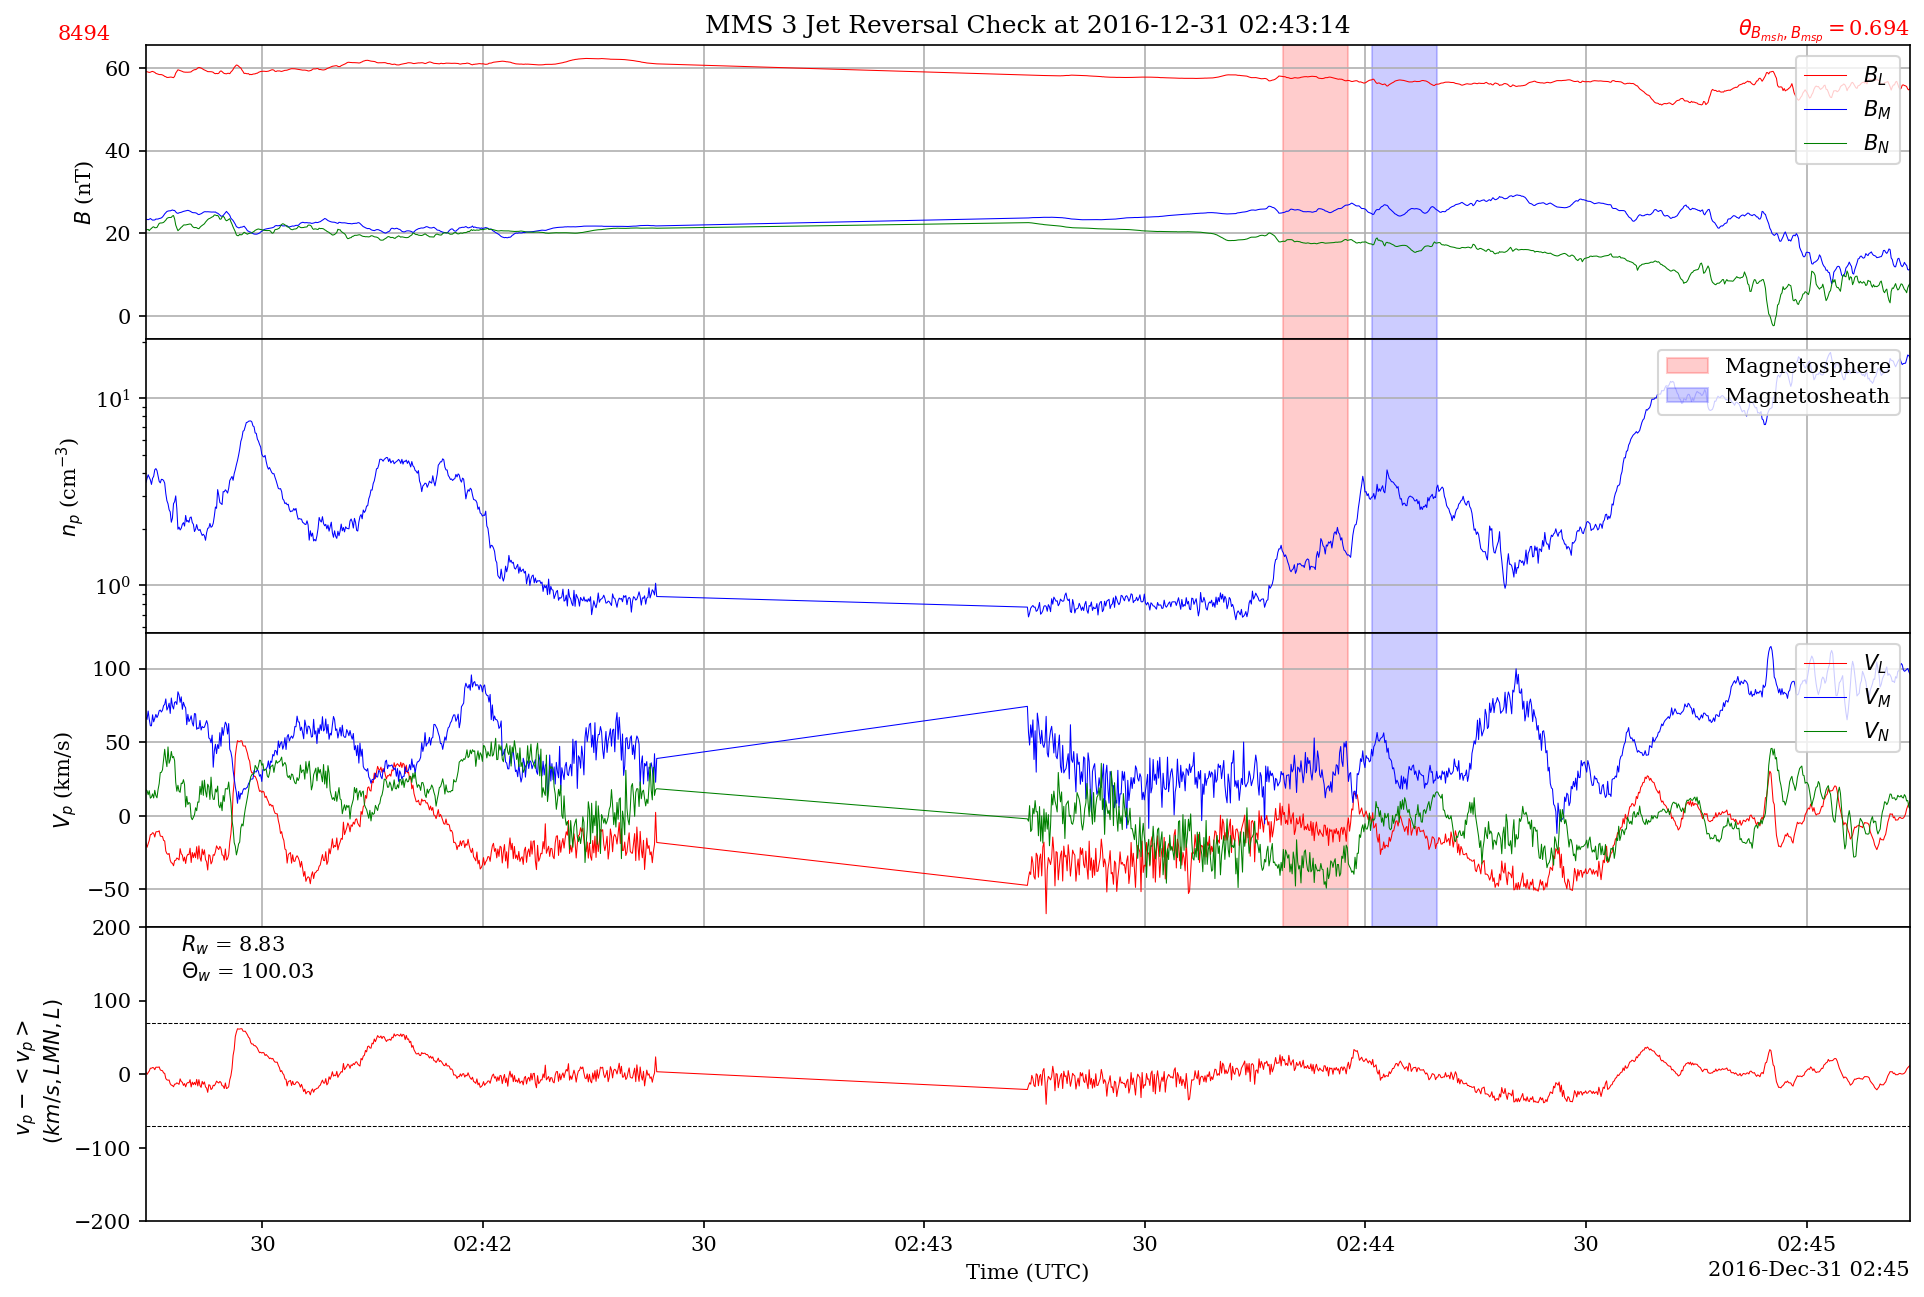 MMS 3 Jet Reversal Check at 2016-12-31 02:43:14
8494
θ_{B_{msh}, B_{msp}} = 0.694
60
40
20
0
B (nT)
B_L
B_M
B_N
10^1
10^0
n_p (cm^{-3})
Magnetosphere
Magnetosheath
100
50
0
−50
V_p (km/s)
V_L
V_M
V_N
200
100
0
−100
−200
v_p − < v_p >
(km/s, LMN, L)
R_w = 8.83
Θ_w = 100.03
30
02:42
30
02:43
30
02:44
30
02:45
Time (UTC)
2016-Dec-31 02:45